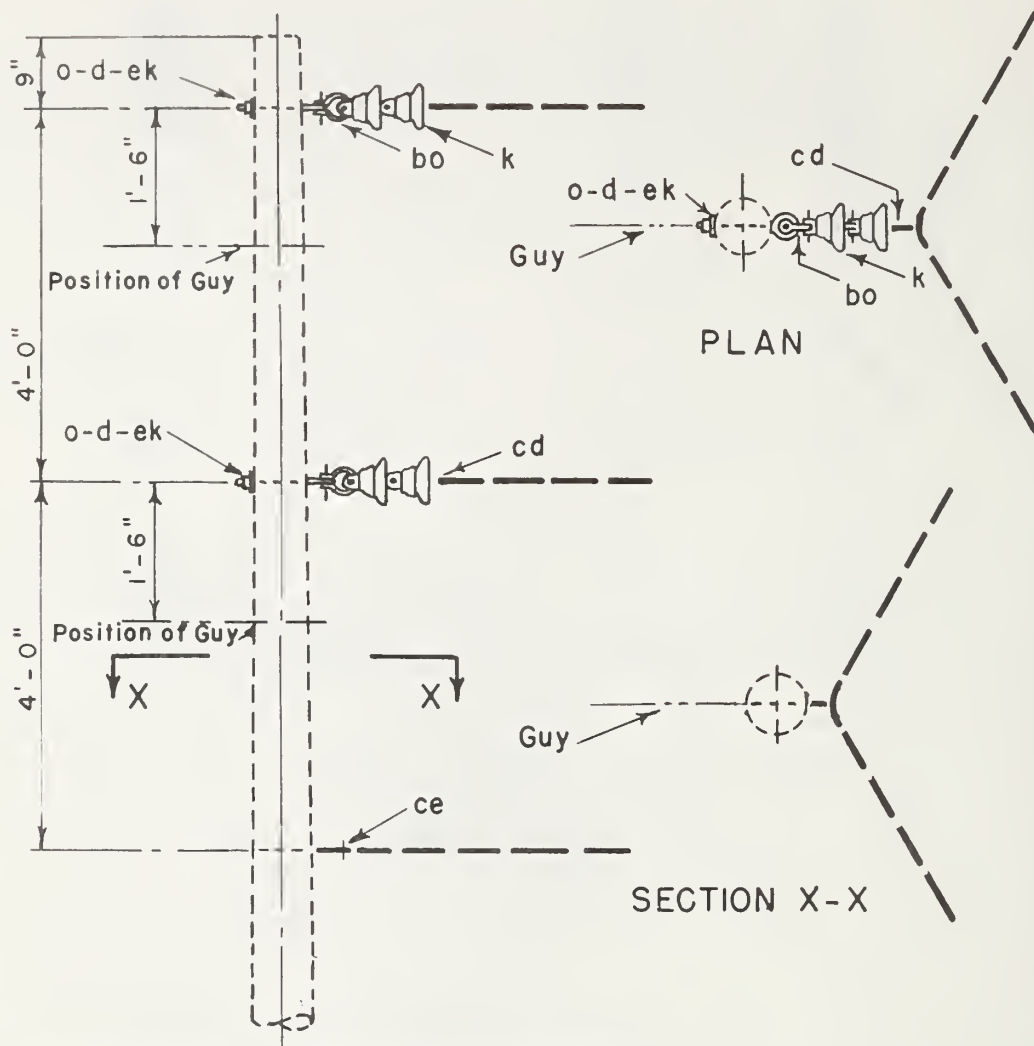 9"
o-d-ek
1'-6"
bo
k
Position of Guy
4'-0"
o-d-ek
cd
1'-6"
Position of Guy
4'-0"
X
X
ce
cd
o-d-ek
Guy
bo
k
PLAN
Guy
SECTION X-X